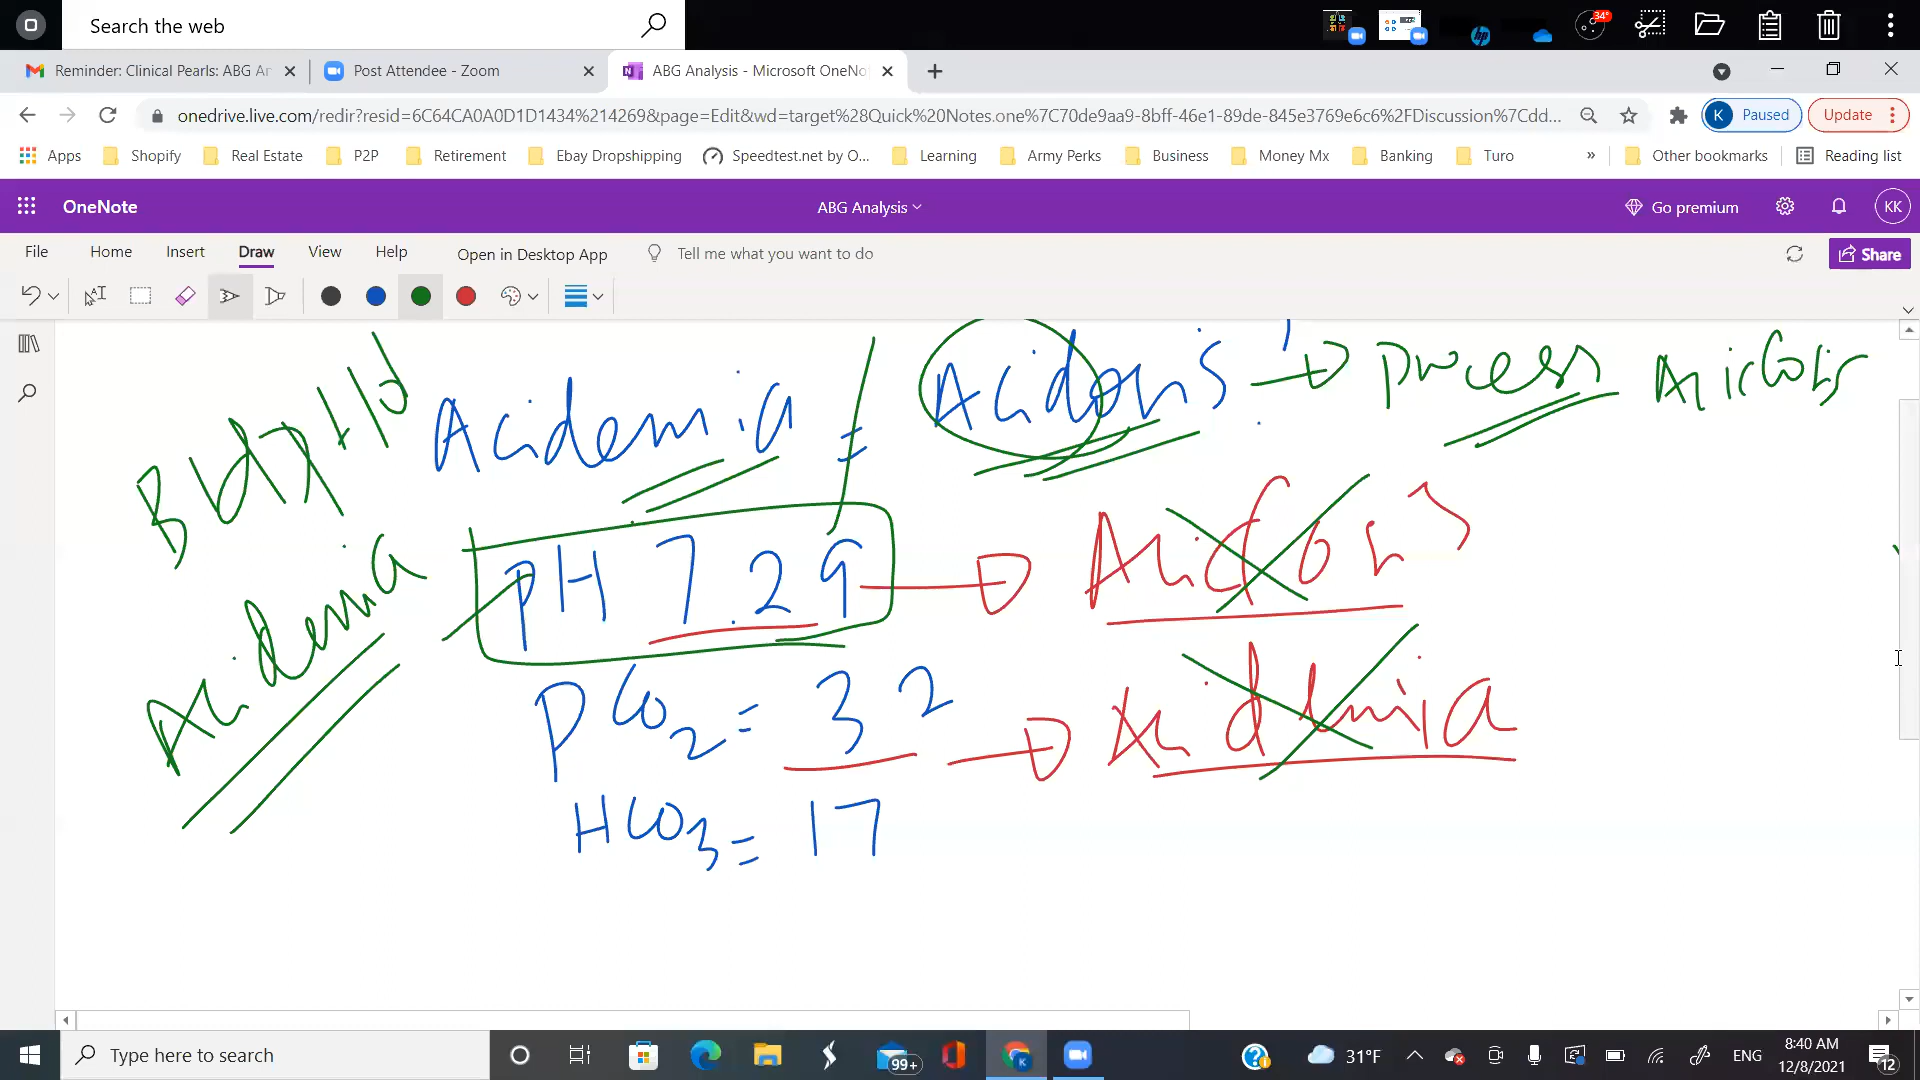 Search the web
34°
Reminder: Clinical Pearls: ABG An
Post Attendee - Zoom
ABG Analysis - Microsoft OneNo
onedrive.live.com/redir?resid=6C64CA0A0D1D1434%214269&page=Edit&wd=target%28Quick%20Notes.one%7C70de9aa9-8bff-46e1-89de-845e3769e6c6%2FDiscussion%7Cdd...
K Paused
Update
Apps Shopify Real Estate P2P Retirement Ebay Dropshipping Speedtest.net by O... Learning Army Perks Business Money Mx Banking Turo » Other bookmarks Reading list
OneNote
ABG Analysis
Go premium
KK
File Home Insert Draw View Help Open in Desktop App Tell me what you want to do
Share
Acidemia = Acidosis ? → Process
Acidemia
pH 7.29 →
PCO2 = 32 → Acidemia
HCO3 = 17
Type here to search
99+
31°F
ENG
8:40 AM
12/8/2021
12